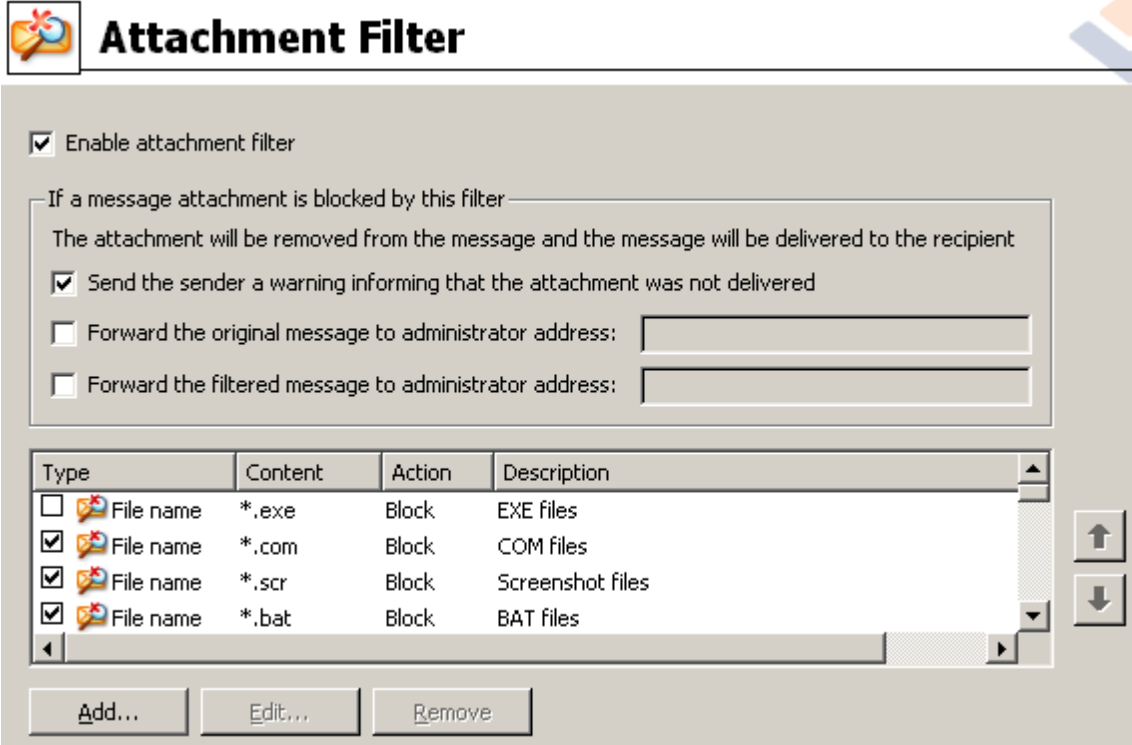 Attachment Filter
Enable attachment filter
If a message attachment is blocked by this filter
The attachment will be removed from the message and the message will be delivered to the recipient
Send the sender a warning informing that the attachment was not delivered
Forward the original message to administrator address:
Forward the filtered message to administrator address:
Type Content Action Description
File name *.exe Block EXE files
File name *.com Block COM files
File name *.scr Block Screenshot files
File name *.bat Block BAT files
Add... Edit... Remove